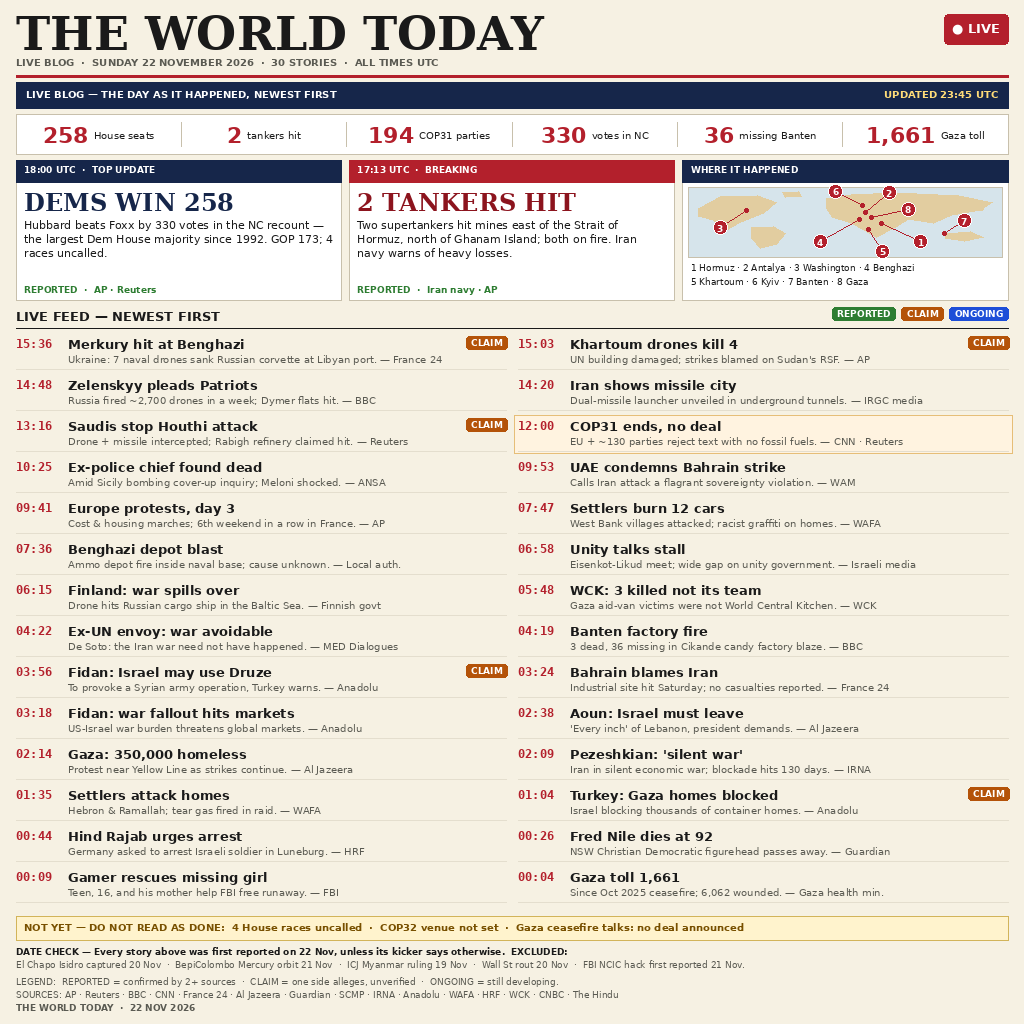 THE WORLD TODAY
● LIVE
LIVE BLOG · SUNDAY 22 NOVEMBER 2026 · 30 STORIES · ALL TIMES UTC
LIVE BLOG — THE DAY AS IT HAPPENED, NEWEST FIRST
UPDATED 23:45 UTC
258 House seats
2 tankers hit
194 COP31 parties
330 votes in NC
36 missing Banten
1,661 Gaza toll
18:00 UTC · TOP UPDATE
DEMS WIN 258
Hubbard beats Foxx by 330 votes in the NC recount —
the largest Dem House majority since 1992. GOP 173; 4
races uncalled.
REPORTED · AP · Reuters
17:13 UTC · BREAKING
2 TANKERS HIT
Two supertankers hit mines east of the Strait of
Hormuz, north of Ghanam Island; both on fire. Iran
navy warns of heavy losses.
REPORTED · Iran navy · AP
WHERE IT HAPPENED
6
2
8
3
7
4
1
5
1 Hormuz · 2 Antalya · 3 Washington · 4 Benghazi
5 Khartoum · 6 Kyiv · 7 Banten · 8 Gaza
LIVE FEED — NEWEST FIRST
REPORTED
CLAIM
ONGOING
15:36 Merkury hit at Benghazi CLAIM
Ukraine: 7 naval drones sank Russian corvette at Libyan port. — France 24
15:03 Khartoum drones kill 4 CLAIM
UN building damaged; strikes blamed on Sudan's RSF. — AP
14:48 Zelenskyy pleads Patriots
Russia fired ~2,700 drones in a week; Dymer flats hit. — BBC
14:20 Iran shows missile city
Dual-missile launcher unveiled in underground tunnels. — IRGC media
13:16 Saudis stop Houthi attack CLAIM
Drone + missile intercepted; Rabigh refinery claimed hit. — Reuters
12:00 COP31 ends, no deal
EU + ~130 parties reject text with no fossil fuels. — CNN · Reuters
10:25 Ex-police chief found dead
Amid Sicily bombing cover-up inquiry; Meloni shocked. — ANSA
09:53 UAE condemns Bahrain strike
Calls Iran attack a flagrant sovereignty violation. — WAM
09:41 Europe protests, day 3
Cost & housing marches; 6th weekend in a row in France. — AP
07:47 Settlers burn 12 cars
West Bank villages attacked; racist graffiti on homes. — WAFA
07:36 Benghazi depot blast
Ammo depot fire inside naval base; cause unknown. — Local auth.
06:58 Unity talks stall
Eisenkot-Likud meet; wide gap on unity government. — Israeli media
06:15 Finland: war spills over
Drone hits Russian cargo ship in the Baltic Sea. — Finnish govt
05:48 WCK: 3 killed not its team
Gaza aid-van victims were not World Central Kitchen. — WCK
04:22 Ex-UN envoy: war avoidable
De Soto: the Iran war need not have happened. — MED Dialogues
04:19 Banten factory fire
3 dead, 36 missing in Cikande candy factory blaze. — BBC
03:56 Fidan: Israel may use Druze CLAIM
To provoke a Syrian army operation, Turkey warns. — Anadolu
03:24 Bahrain blames Iran
Industrial site hit Saturday; no casualties reported. — France 24
03:18 Fidan: war fallout hits markets
US-Israel war burden threatens global markets. — Anadolu
02:38 Aoun: Israel must leave
'Every inch' of Lebanon, president demands. — Al Jazeera
02:14 Gaza: 350,000 homeless
Protest near Yellow Line as strikes continue. — Al Jazeera
02:09 Pezeshkian: 'silent war'
Iran in silent economic war; blockade hits 130 days. — IRNA
01:35 Settlers attack homes
Hebron & Ramallah; tear gas fired in raid. — WAFA
01:04 Turkey: Gaza homes blocked CLAIM
Israel blocking thousands of container homes. — Anadolu
00:44 Hind Rajab urges arrest
Germany asked to arrest Israeli soldier in Luneburg. — HRF
00:26 Fred Nile dies at 92
NSW Christian Democratic figurehead passes away. — Guardian
00:09 Gamer rescues missing girl
Teen, 16, and his mother help FBI free runaway. — FBI
00:04 Gaza toll 1,661
Since Oct 2025 ceasefire; 6,062 wounded. — Gaza health min.
NOT YET — DO NOT READ AS DONE: 4 House races uncalled · COP32 venue not set · Gaza ceasefire talks: no deal announced
DATE CHECK — Every story above was first reported on 22 Nov, unless its kicker says otherwise. EXCLUDED:
El Chapo Isidro captured 20 Nov · BepiColombo Mercury orbit 21 Nov · ICJ Myanmar ruling 19 Nov · Wall St rout 20 Nov · FBI NCIC hack first reported 21 Nov.
LEGEND: REPORTED = confirmed by 2+ sources · CLAIM = one side alleges, unverified · ONGOING = still developing.
SOURCES: AP · Reuters · BBC · CNN · France 24 · Al Jazeera · Guardian · SCMP · IRNA · Anadolu · WAFA · HRF · WCK · CNBC · The Hindu
THE WORLD TODAY · 22 NOV 2026